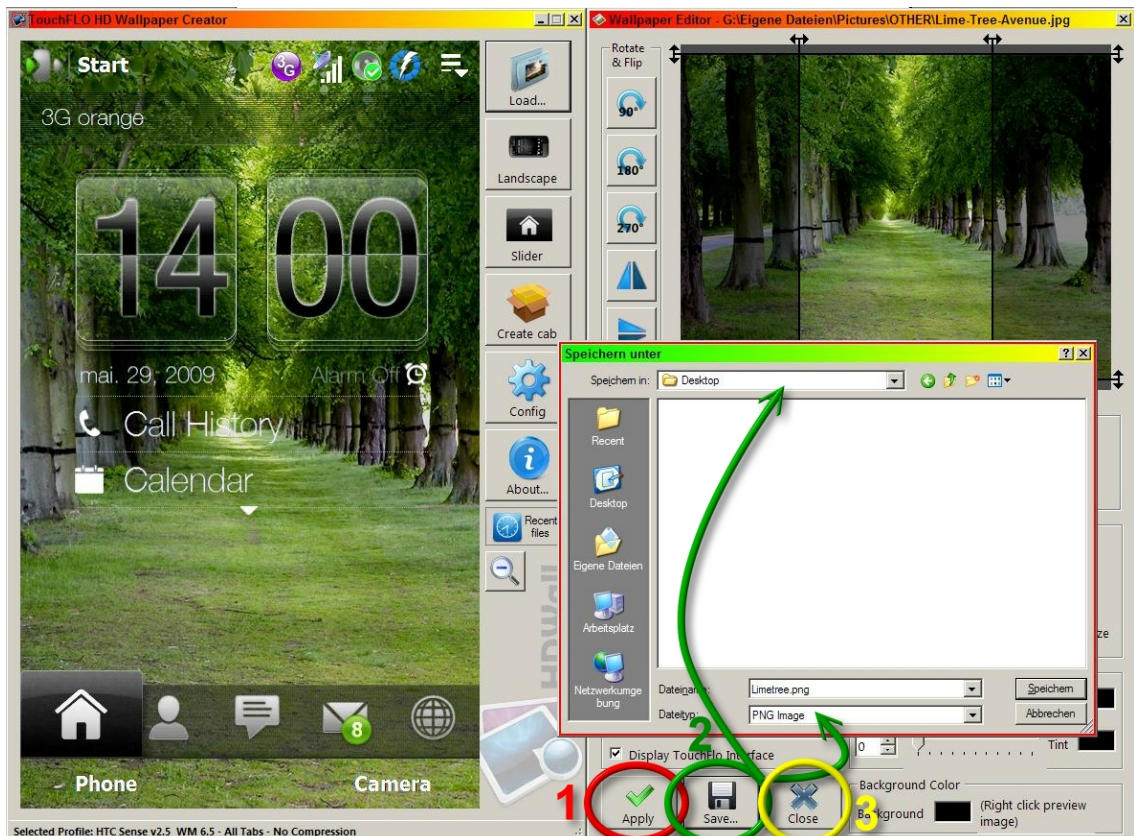 TouchFLO HD Wallpaper Creator
Start
3G
3G orange
14 00
mai. 29, 2009
Alarm Off
Call History
Calendar
8
Phone
Camera
Selected Profile: HTC Sense v2.5 WM 6.5 - All Tabs - No Compression
Load...
Landscape
Slider
Create cab
Config
About...
Recent files
HDWall
Wallpaper Editor - G:\Eigene Dateien\Pictures\OTHER\Lime-Tree-Avenue.jpg
Rotate
& Flip
90°
180°
270°
Speichern unter
Speichern in:
Desktop
Recent
Desktop
Eigene Dateien
Arbeitsplatz
Netzwerkumge
bung
Dateiname:
Limetree.png
Speichern
Dateityp:
PNG Image
Abbrechen
ze
Display TouchFlo Interface
0
Tint
1
Apply
2
Save...
Close
3
Background Color
Background
(Right click preview
image)